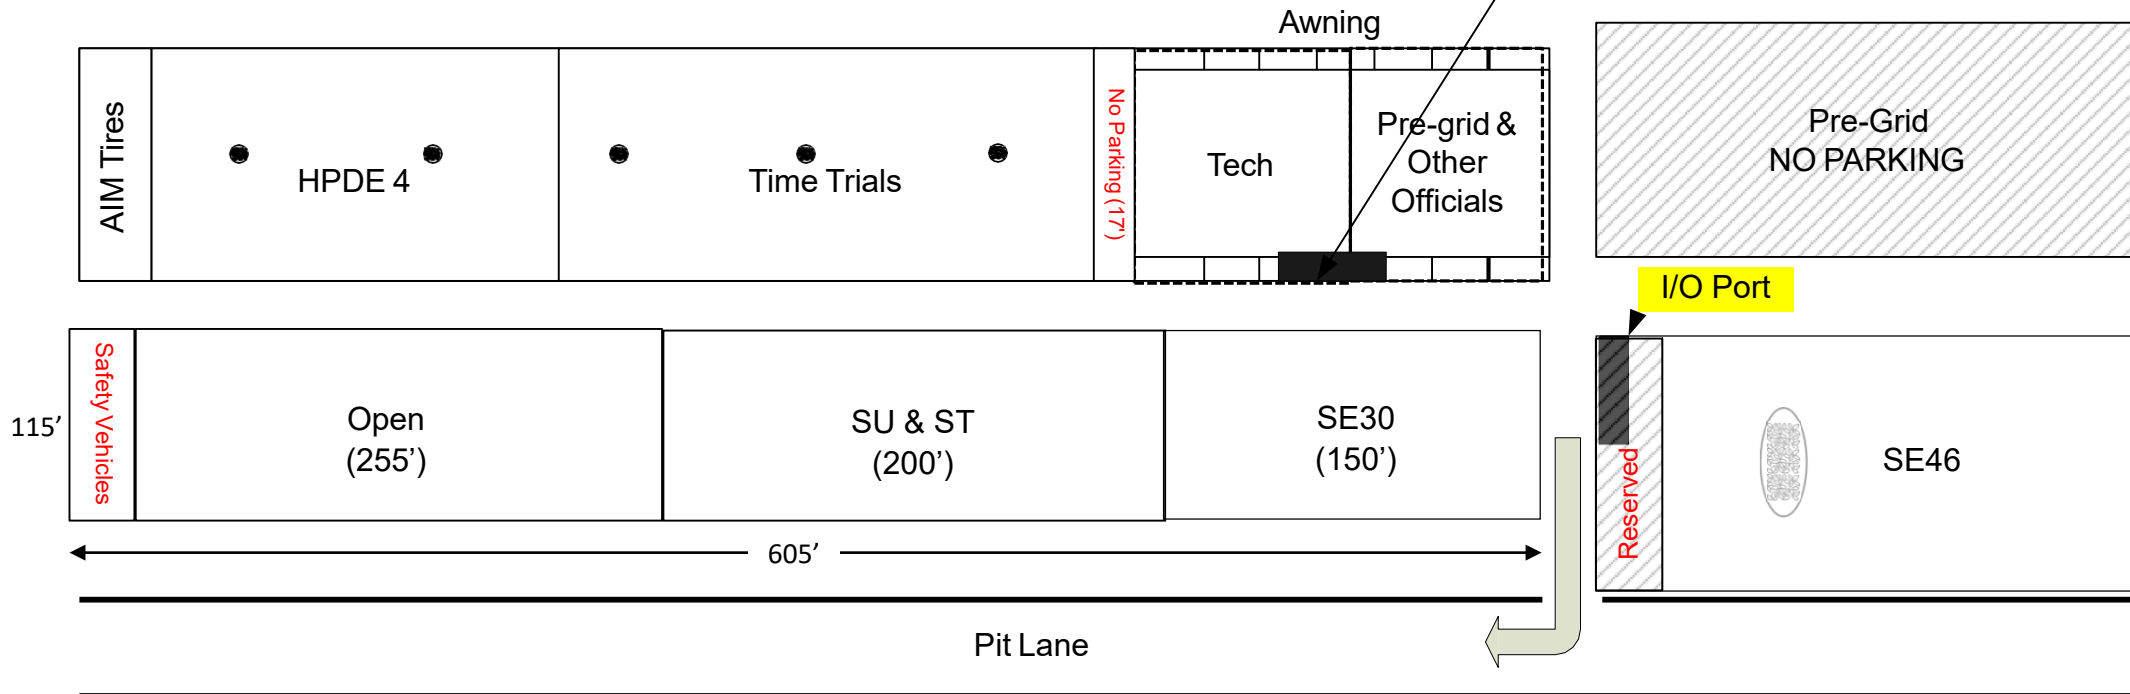 Awning
AIM Tires
HPDE 4
Time Trials
No Parking (17')
Tech
Pre-grid &
Other
Officials
Pre-Grid
NO PARKING
I/O Port
115’
Safety Vehicles
Open
(255’)
SU & ST
(200’)
SE30
(150’)
Reserved
SE46
605’
Pit Lane